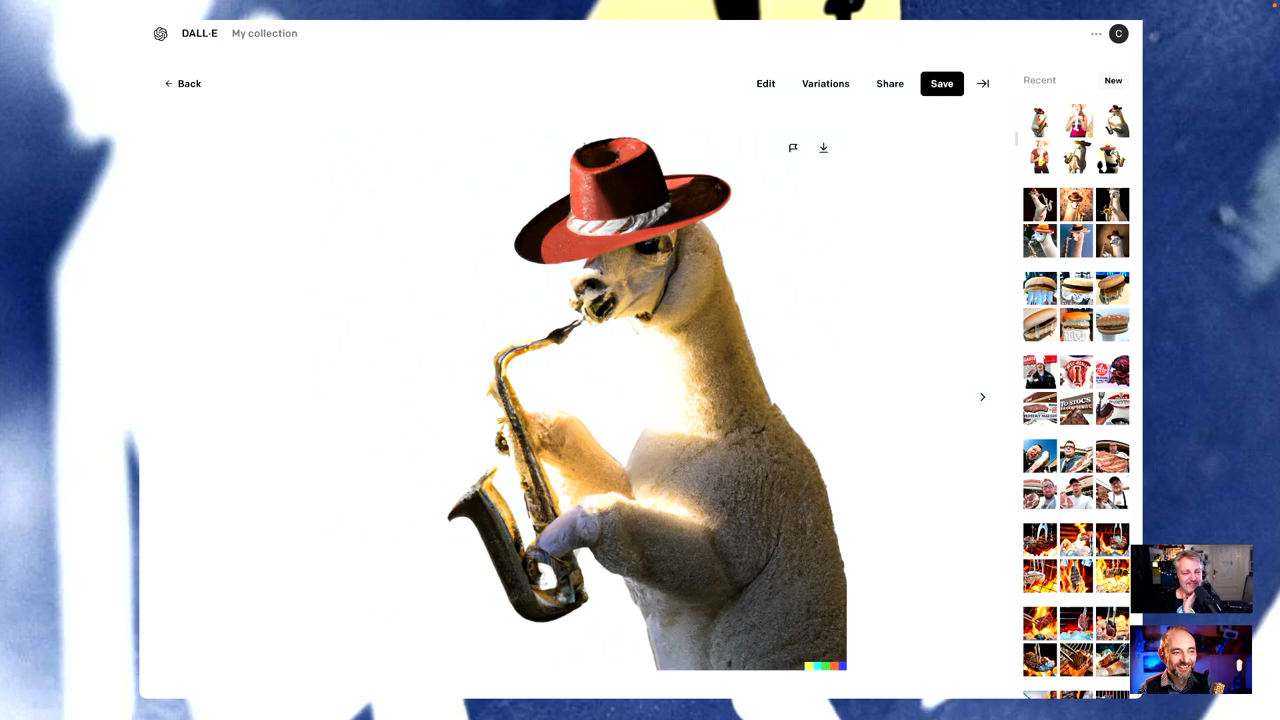 DALL·E My collection
C
Back
Edit Variations Share Save
Recent New